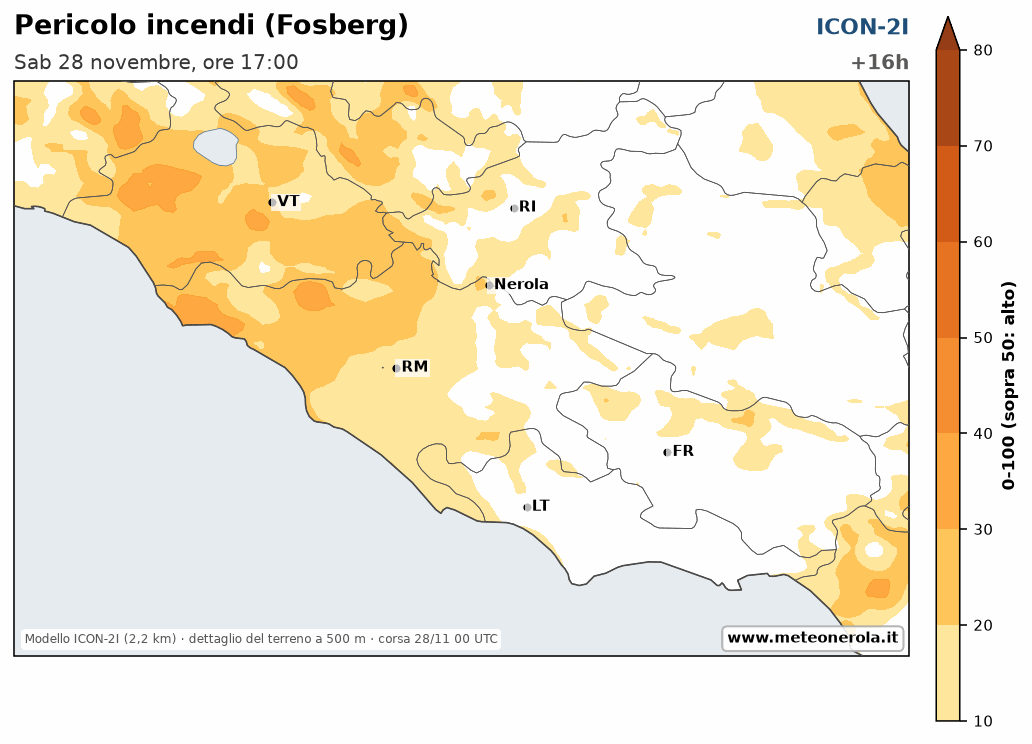 Pericolo incendi (Fosberg)
ICON-2I
Sab 28 novembre, ore 17:00
+16h
80
70
60
50
40
30
20
10
0-100 (sopra 50: alto)
VT
RI
Nerola
RM
FR
LT
Modello ICON-2I (2,2 km) · dettaglio del terreno a 500 m · corsa 28/11 00 UTC
www.meteonerola.it